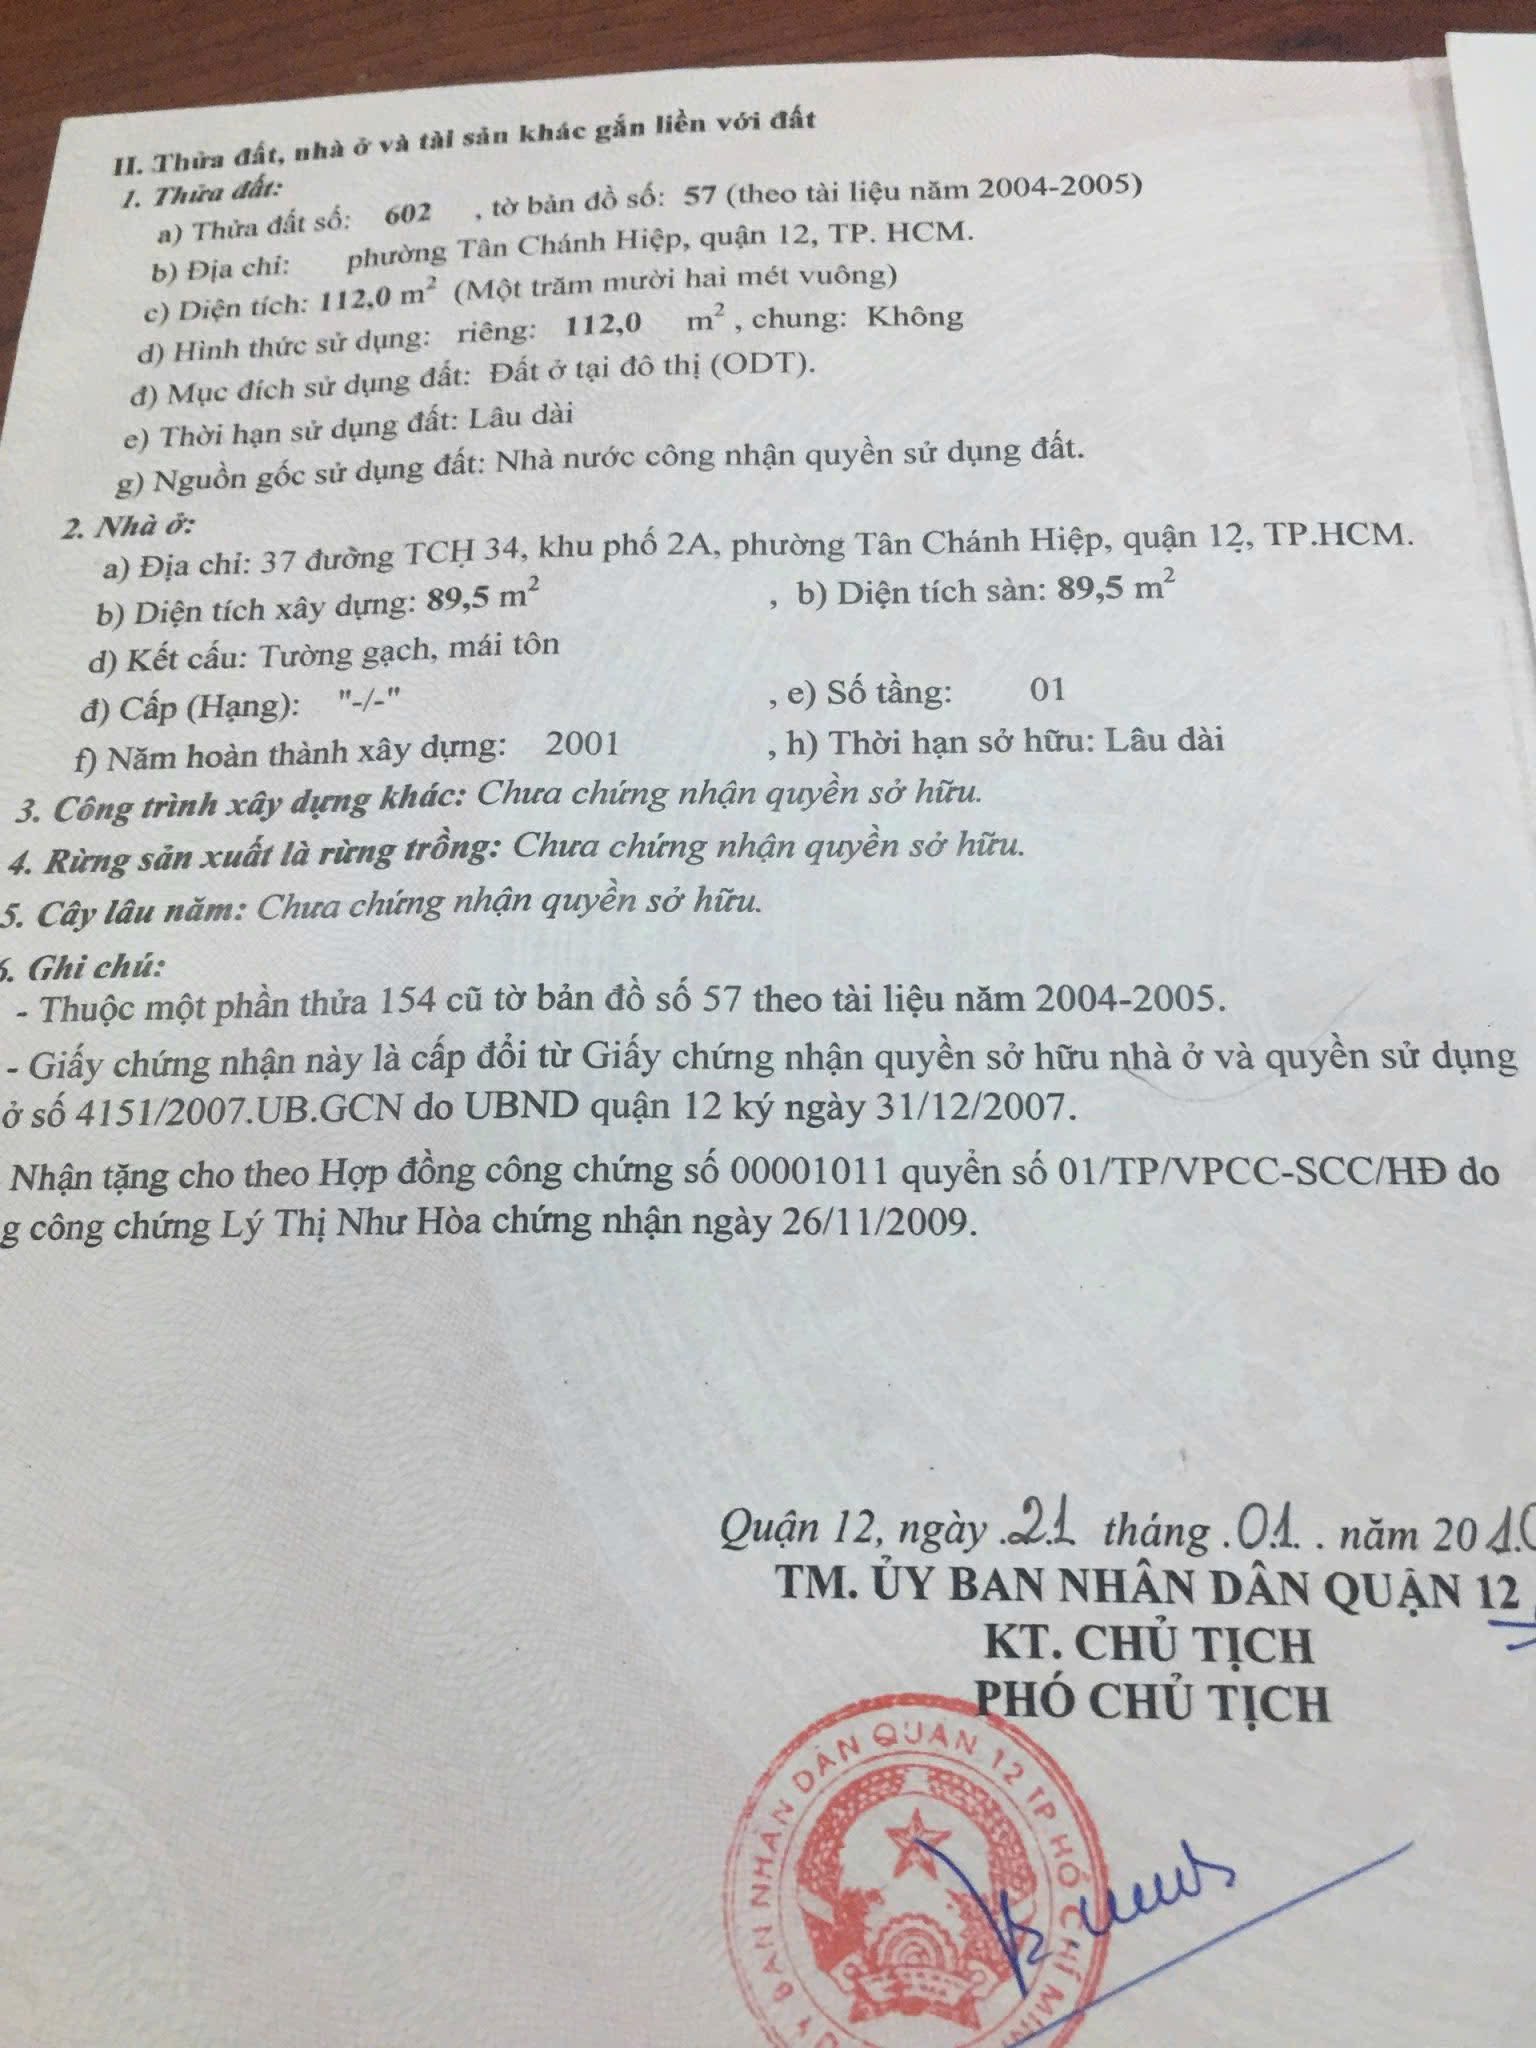 II. Thửa đất, nhà ở và tài sản khác gắn liền với đất
1. Thửa đất:
a) Thửa đất số: 602 , tờ bản đồ số: 57 (theo tài liệu năm 2004-2005)
b) Địa chỉ: phường Tân Chánh Hiệp, quận 12, TP. HCM.
c) Diện tích: 112,0 m² (Một trăm mười hai mét vuông)
d) Hình thức sử dụng: riêng: 112,0 m² , chung: Không
đ) Mục đích sử dụng đất: Đất ở tại đô thị (ODT).
e) Thời hạn sử dụng đất: Lâu dài
g) Nguồn gốc sử dụng đất: Nhà nước công nhận quyền sử dụng đất.
2. Nhà ở:
a) Địa chỉ: 37 đường TCH 34, khu phố 2A, phường Tân Chánh Hiệp, quận 12, TP.HCM.
b) Diện tích xây dựng: 89,5 m² , b) Diện tích sàn: 89,5 m²
d) Kết cấu: Tường gạch, mái tôn
đ) Cấp (Hạng): "-/-" , e) Số tầng: 01
f) Năm hoàn thành xây dựng: 2001 , h) Thời hạn sở hữu: Lâu dài
3. Công trình xây dựng khác: Chưa chứng nhận quyền sở hữu.
4. Rừng sản xuất là rừng trồng: Chưa chứng nhận quyền sở hữu.
5. Cây lâu năm: Chưa chứng nhận quyền sở hữu.
6. Ghi chú:
- Thuộc một phần thửa 154 cũ tờ bản đồ số 57 theo tài liệu năm 2004-2005.
- Giấy chứng nhận này là cấp đổi từ Giấy chứng nhận quyền sở hữu nhà ở và quyền sử dụng
ở số 4151/2007.UB.GCN do UBND quận 12 ký ngày 31/12/2007.
Nhận tặng cho theo Hợp đồng công chứng số 00001011 quyển số 01/TP/VPCC-SCC/HĐ do
g công chứng Lý Thị Như Hòa chứng nhận ngày 26/11/2009.
Quận 12, ngày 21 tháng 01 năm 2010
TM. ỦY BAN NHÂN DÂN QUẬN 12
KT. CHỦ TỊCH
PHÓ CHỦ TỊCH
BAN NHÂN DÂN QUẬN 12 TP HỒ CHÍ MINH